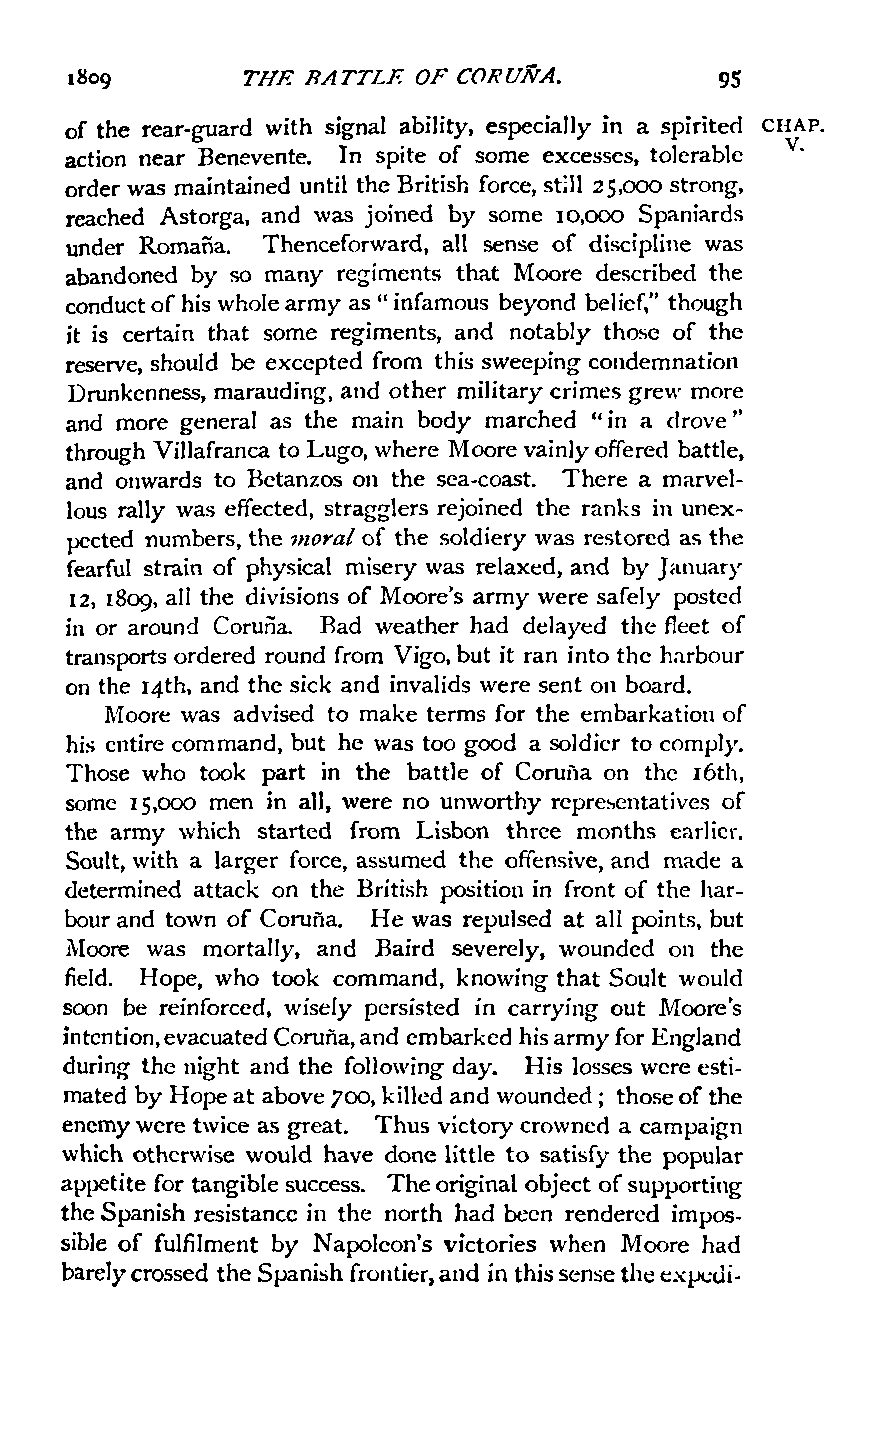 1809 THE BATTLE OF CORUÑA. 95
of the rear-guard with signal ability, especially in a spirited CHAP.
action near Benevente. In spite of some excesses, tolerable V.
order was maintained until the British force, still 25,000 strong,
reached Astorga, and was joined by some 10,000 Spaniards
under Romaña. Thenceforward, all sense of discipline was
abandoned by so many regiments that Moore described the
conduct of his whole army as "infamous beyond belief," though
it is certain that some regiments, and notably those of the
reserve, should be excepted from this sweeping condemnation
Drunkenness, marauding, and other military crimes grew more
and more general as the main body marched "in a drove"
through Villafranca to Lugo, where Moore vainly offered battle,
and onwards to Betanzos on the sea-coast. There a marvel-
lous rally was effected, stragglers rejoined the ranks in unex-
pected numbers, the moral of the soldiery was restored as the
fearful strain of physical misery was relaxed, and by January
12, 1809, all the divisions of Moore's army were safely posted
in or around Coruña. Bad weather had delayed the fleet of
transports ordered round from Vigo, but it ran into the harbour
on the 14th, and the sick and invalids were sent on board.
Moore was advised to make terms for the embarkation of
his entire command, but he was too good a soldier to comply.
Those who took part in the battle of Coruña on the 16th,
some 15,000 men in all, were no unworthy representatives of
the army which started from Lisbon three months earlier.
Soult, with a larger force, assumed the offensive, and made a
determined attack on the British position in front of the har-
bour and town of Coruña. He was repulsed at all points, but
Moore was mortally, and Baird severely, wounded on the
field. Hope, who took command, knowing that Soult would
soon be reinforced, wisely persisted in carrying out Moore's
intention, evacuated Coruña, and embarked his army for England
during the night and the following day. His losses were esti-
mated by Hope at above 700, killed and wounded; those of the
enemy were twice as great. Thus victory crowned a campaign
which otherwise would have done little to satisfy the popular
appetite for tangible success. The original object of supporting
the Spanish resistance in the north had been rendered impos-
sible of fulfilment by Napoleon's victories when Moore had
barely crossed the Spanish frontier, and in this sense the expedi-